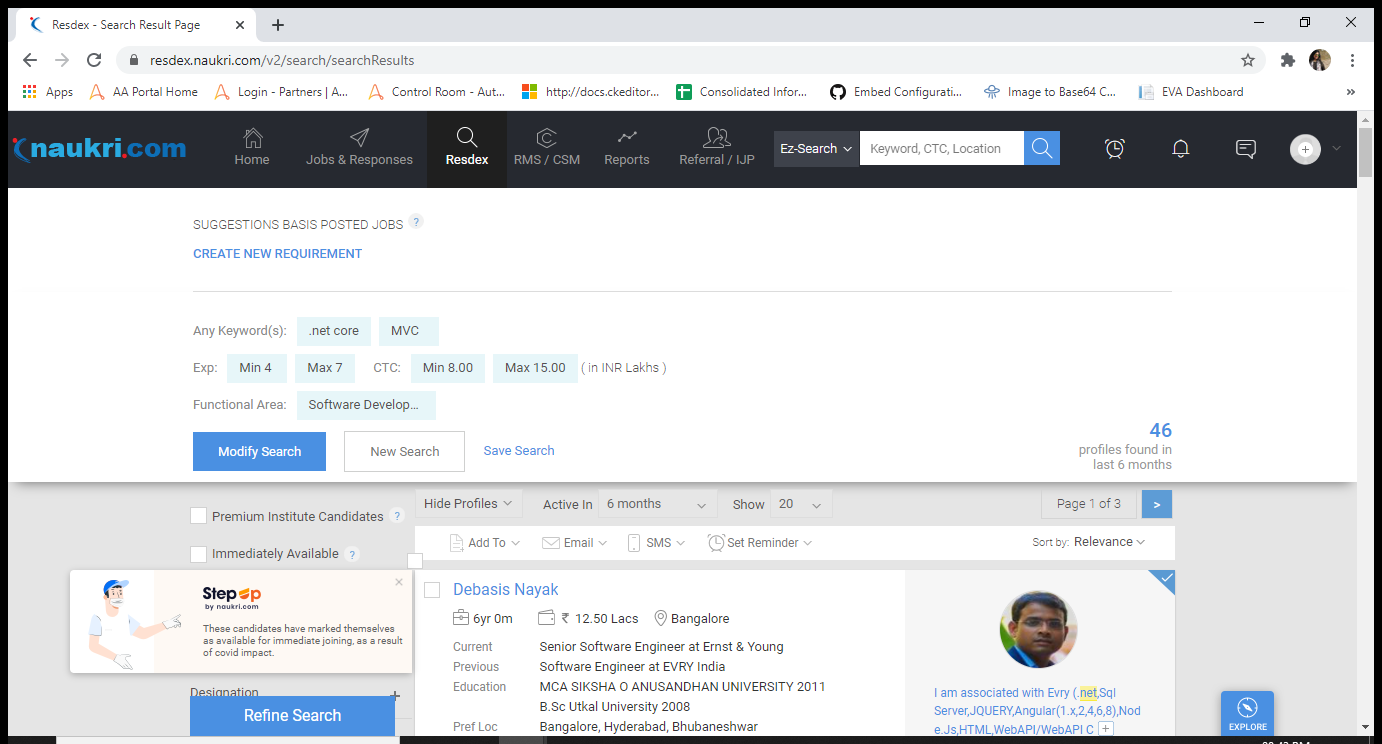 Resdex - Search Result Page
resdex.naukri.com/v2/search/searchResults
Apps AA Portal Home Login - Partners | A... Control Room - Aut... http://docs.ckeditor... Consolidated Infor... Embed Configurati... Image to Base64 C... EVA Dashboard »
naukri.com Home Jobs & Responses Resdex RMS / CSM Reports Referral / IJP Ez-Search Keyword, CTC, Location
SUGGESTIONS BASIS POSTED JOBS ?
CREATE NEW REQUIREMENT
Any Keyword(s): .net core MVC
Exp: Min 4 Max 7 CTC: Min 8.00 Max 15.00 ( in INR Lakhs )
Functional Area: Software Develop...
46
profiles found in
last 6 months
Modify Search New Search Save Search
Hide Profiles Active In 6 months Show 20 Page 1 of 3 >
Premium Institute Candidates ?
Immediately Available ?
Add To Email SMS Set Reminder Sort by: Relevance
StepUp
by naukri.com
These candidates have marked themselves
as available for immediate joining, as a result
of covid impact.
Designation +
Refine Search
Debasis Nayak
6yr 0m ₹ 12.50 Lacs Bangalore
Current Senior Software Engineer at Ernst & Young
Previous Software Engineer at EVRY India
Education MCA SIKSHA O ANUSANDHAN UNIVERSITY 2011
B.Sc Utkal University 2008
Pref Loc Bangalore, Hyderabad, Bhubaneshwar
I am associated with Evry (.net,Sql
Server,JQUERY,Angular(1.x,2,4,6,8),Nod
e.Js,HTML,WebAPI/WebAPI C +
EXPLORE